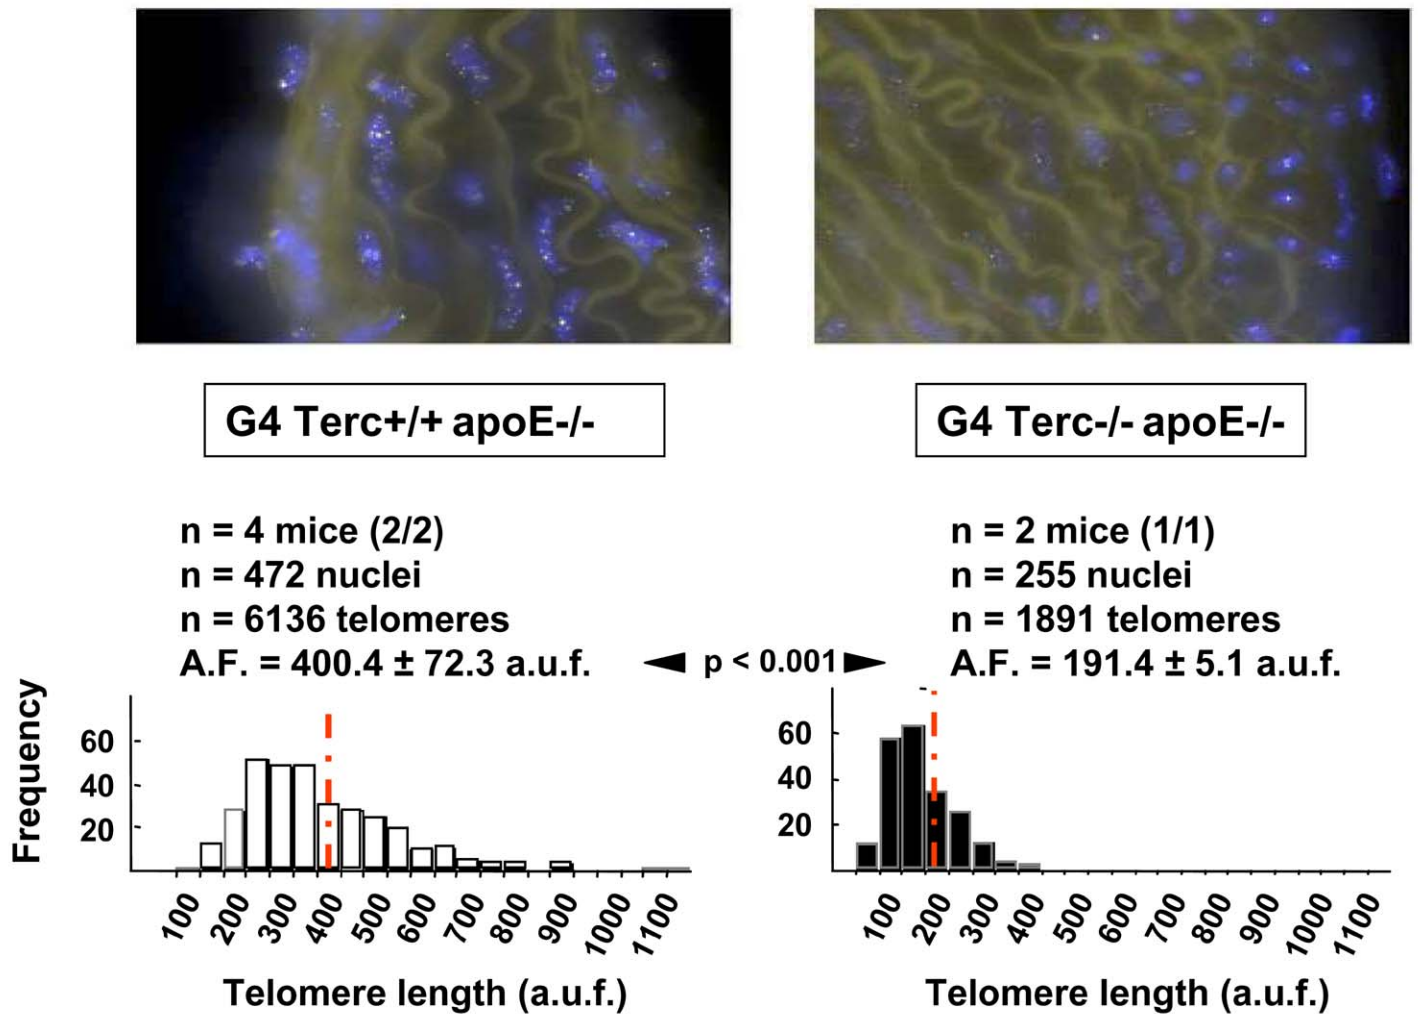 G4 Terc+/+ apoE-/-
G4 Terc-/- apoE-/-
n = 4 mice (2/2)
n = 472 nuclei
n = 6136 telomeres
A.F. = 400.4 ± 72.3 a.u.f.
p < 0.001
n = 2 mice (1/1)
n = 255 nuclei
n = 1891 telomeres
A.F. = 191.4 ± 5.1 a.u.f.
Frequency
60
40
20
100 200 300 400 500 600 700 800 900 1000 1100
Telomere length (a.u.f.)
60
40
20
100 200 300 400 500 600 700 800 900 1000 1100
Telomere length (a.u.f.)